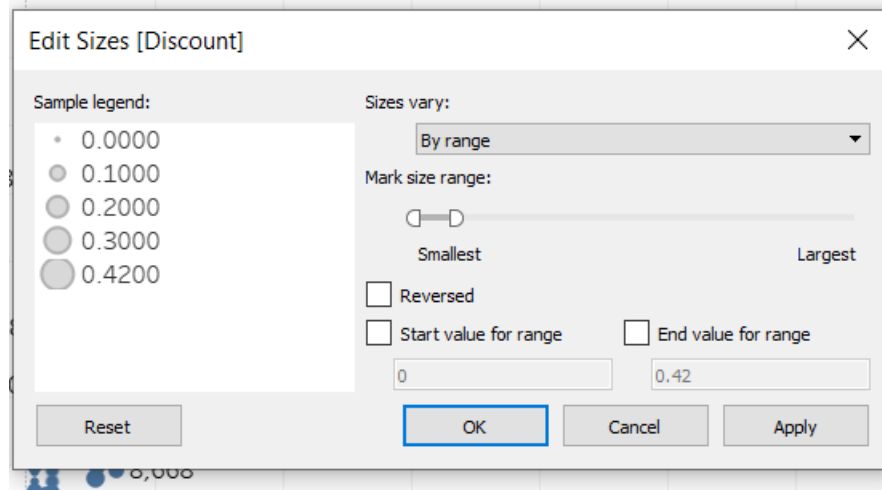 Edit Sizes [Discount]
Sample legend:
0.0000
0.1000
0.2000
0.3000
0.4200
Sizes vary:
By range
Mark size range:
Smallest
Largest
Reversed
Start value for range
End value for range
0
0.42
Reset
OK
Cancel
Apply
8,668